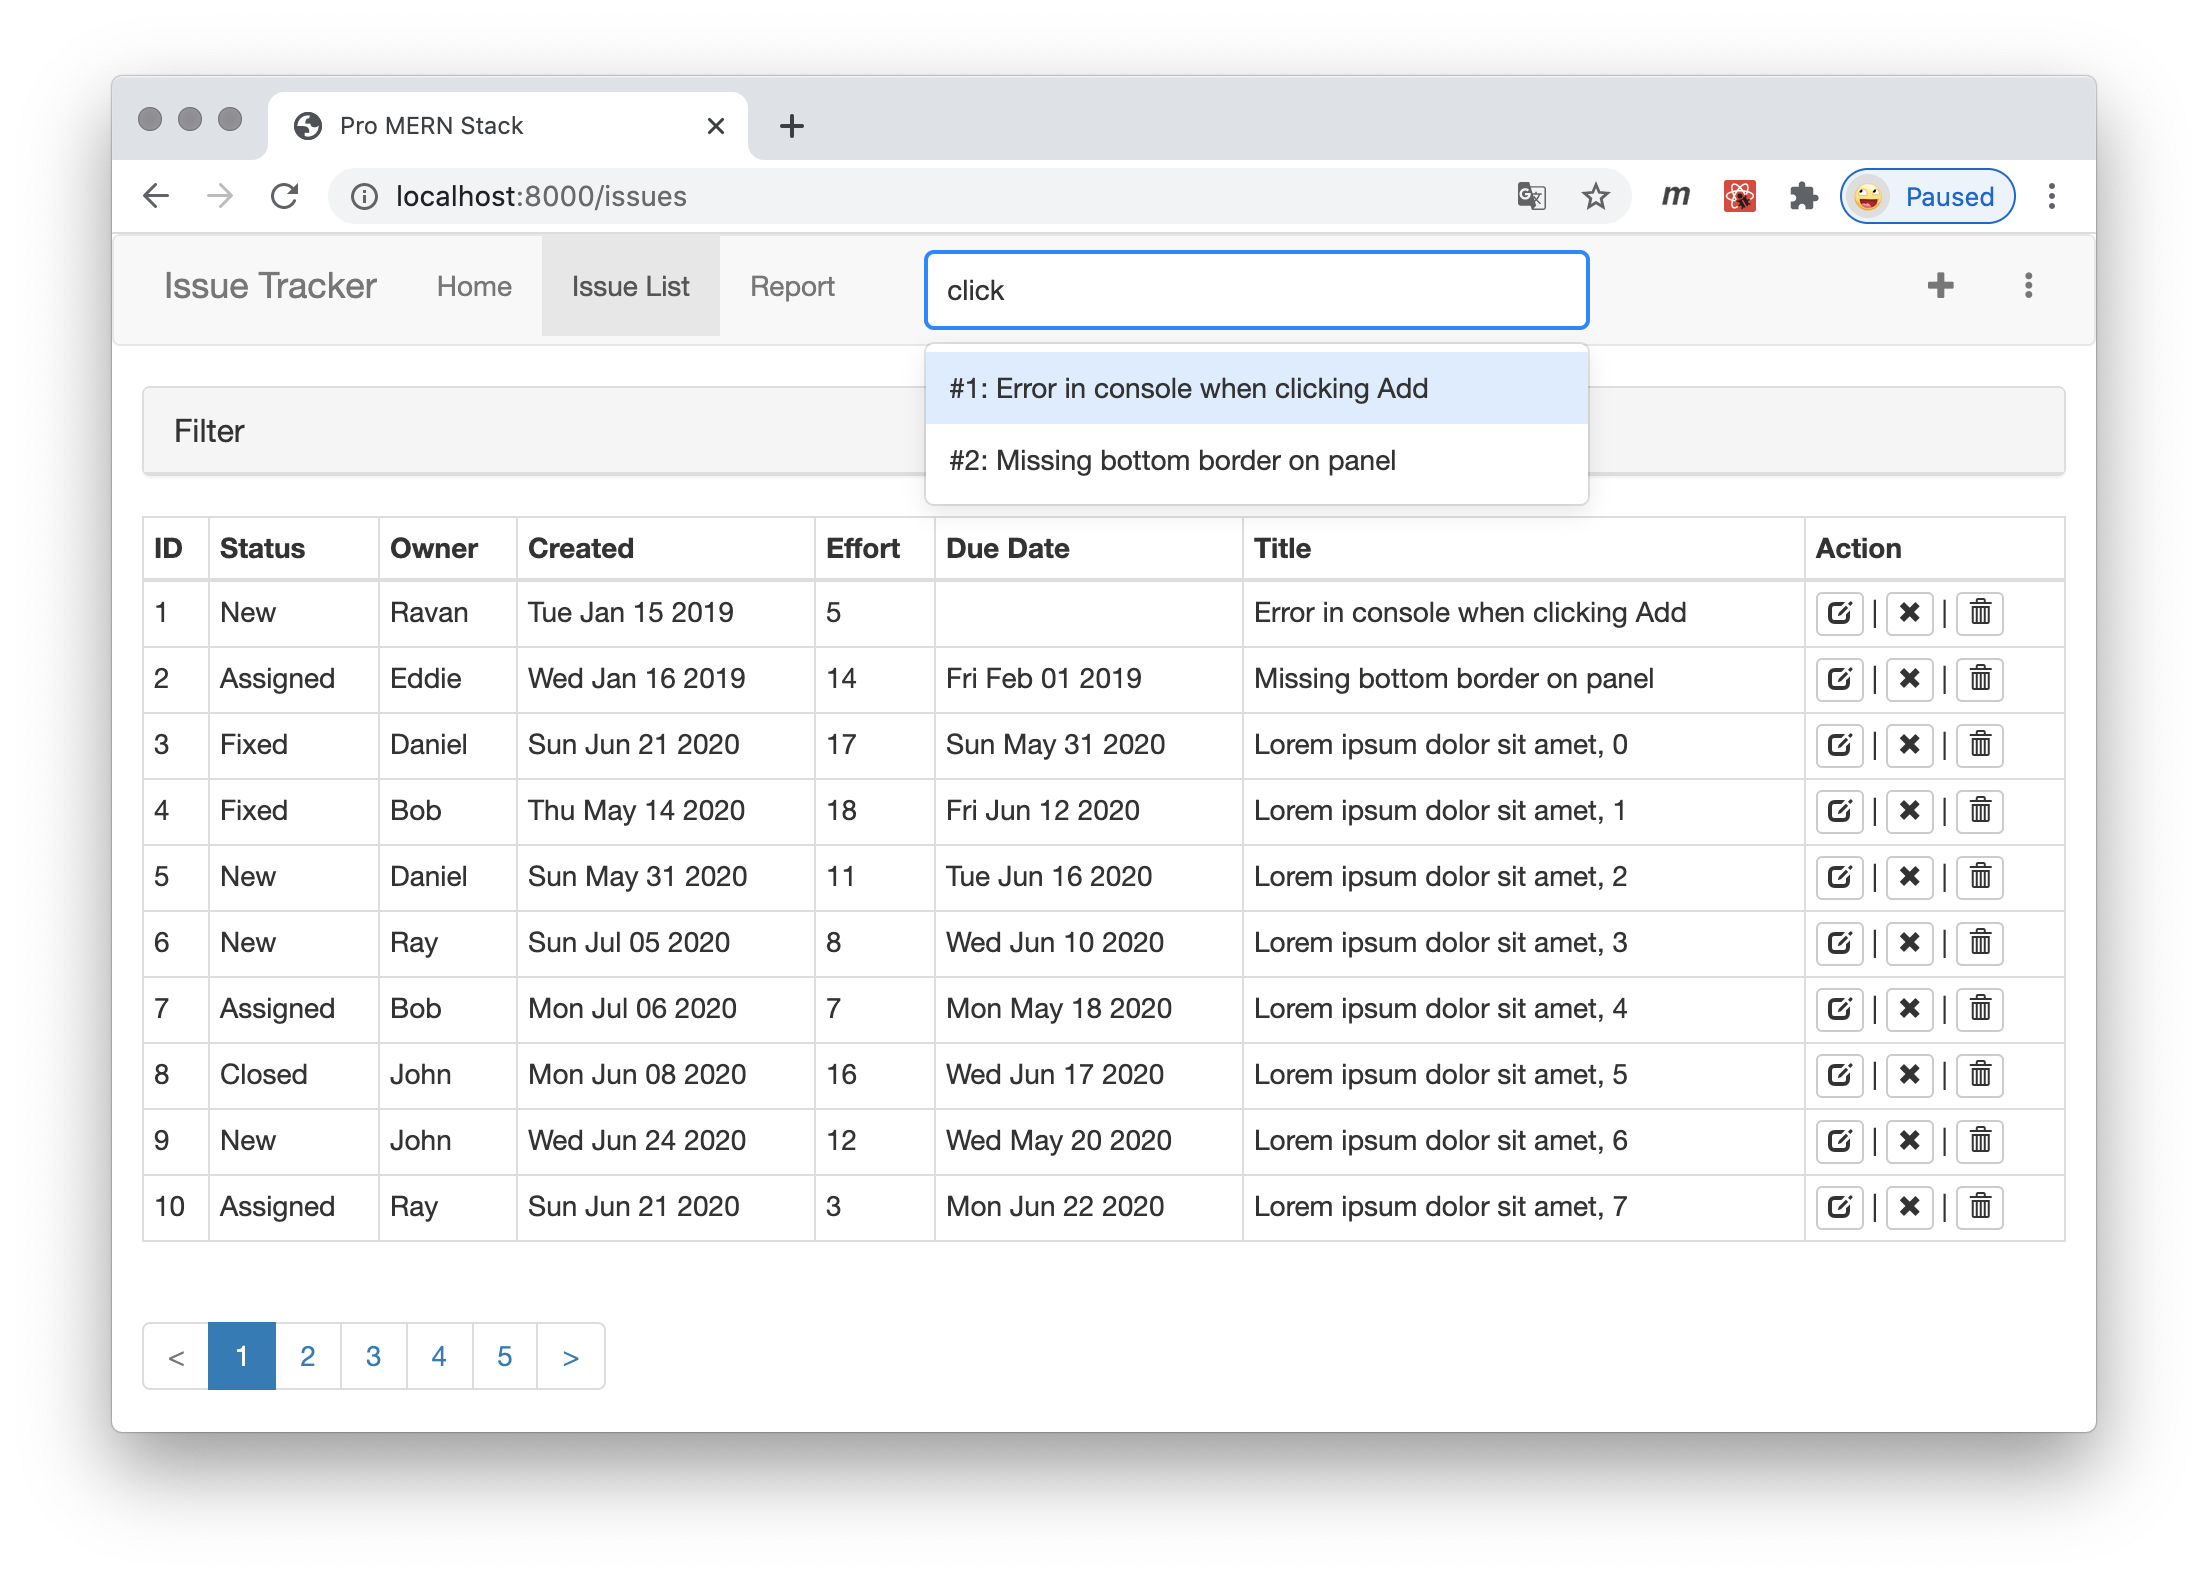 Pro MERN Stack
localhost:8000/issues
m
Paused
Issue Tracker Home Issue List Report click
#1: Error in console when clicking Add
#2: Missing bottom border on panel
Filter
ID Status Owner Created Effort Due Date Title Action
1 New Ravan Tue Jan 15 2019 5 Error in console when clicking Add | |
2 Assigned Eddie Wed Jan 16 2019 14 Fri Feb 01 2019 Missing bottom border on panel | |
3 Fixed Daniel Sun Jun 21 2020 17 Sun May 31 2020 Lorem ipsum dolor sit amet, 0 | |
4 Fixed Bob Thu May 14 2020 18 Fri Jun 12 2020 Lorem ipsum dolor sit amet, 1 | |
5 New Daniel Sun May 31 2020 11 Tue Jun 16 2020 Lorem ipsum dolor sit amet, 2 | |
6 New Ray Sun Jul 05 2020 8 Wed Jun 10 2020 Lorem ipsum dolor sit amet, 3 | |
7 Assigned Bob Mon Jul 06 2020 7 Mon May 18 2020 Lorem ipsum dolor sit amet, 4 | |
8 Closed John Mon Jun 08 2020 16 Wed Jun 17 2020 Lorem ipsum dolor sit amet, 5 | |
9 New John Wed Jun 24 2020 12 Wed May 20 2020 Lorem ipsum dolor sit amet, 6 | |
10 Assigned Ray Sun Jun 21 2020 3 Mon Jun 22 2020 Lorem ipsum dolor sit amet, 7 | |
< 1 2 3 4 5 >